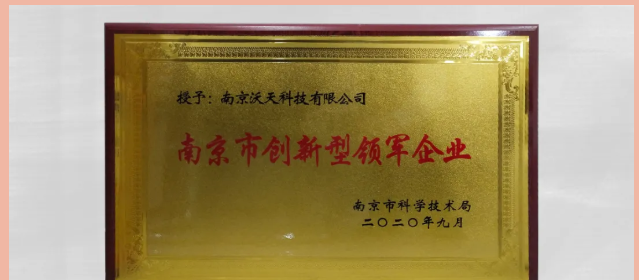 授予：南京沃天科技有限公司
南京市创新型领军企业
南京市科学技术局
二〇二〇年九月